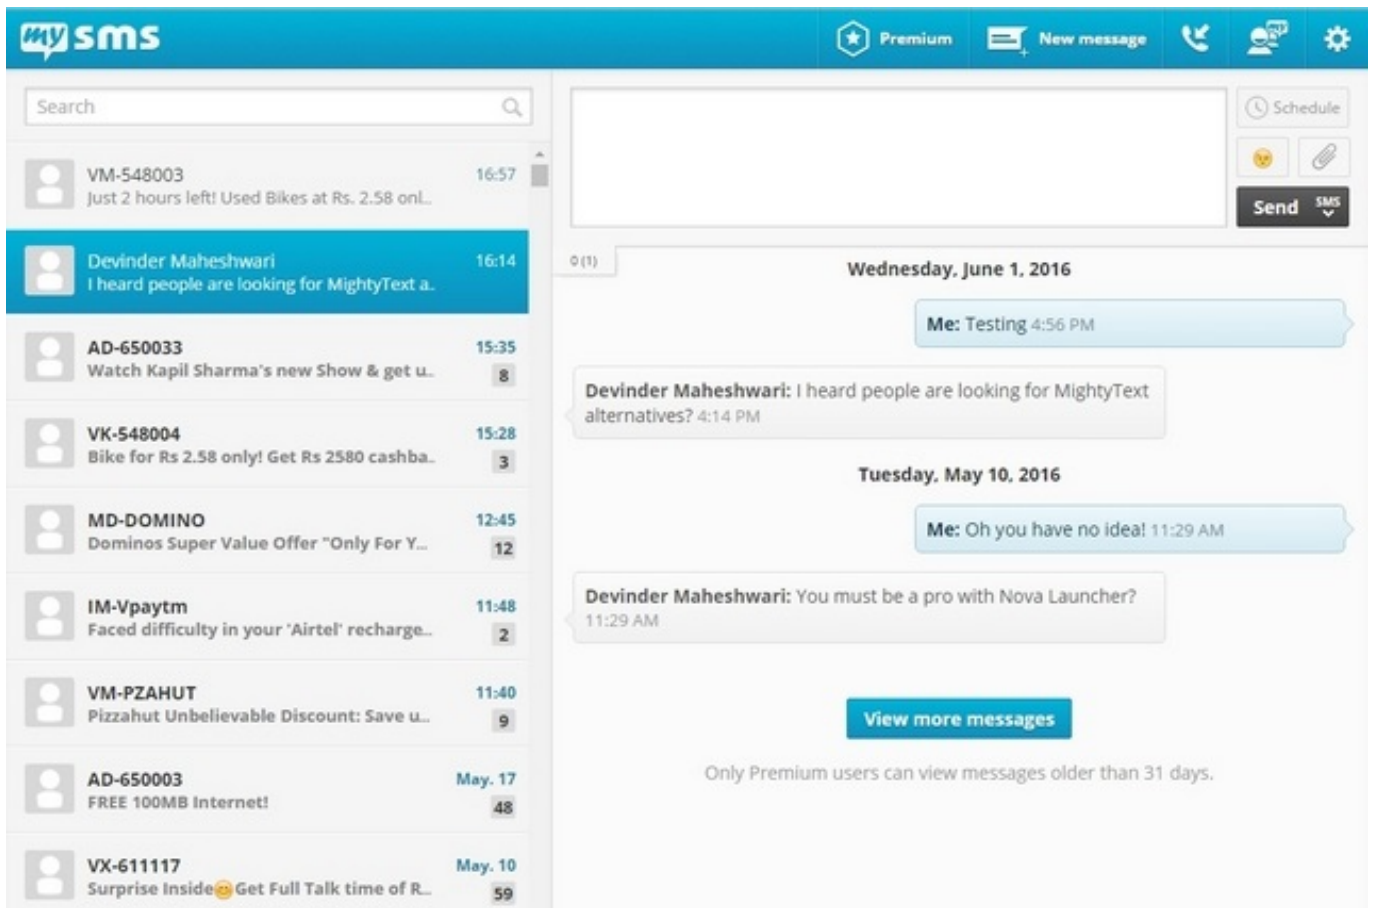 my sms
Premium
New message
Search
VM-548003 16:57
Just 2 hours left! Used Bikes at Rs. 2.58 onl..
Devinder Maheshwari 16:14
I heard people are looking for MightyText a..
AD-650033 15:35
Watch Kapil Sharma's new Show & get u.. 8
VK-548004 15:28
Bike for Rs 2.58 only! Get Rs 2580 cashba.. 3
MD-DOMINO 12:45
Dominos Super Value Offer "Only For Y... 12
IM-Vpaytm 11:48
Faced difficulty in your 'Airtel' recharge.. 2
VM-PZAHUT 11:40
Pizzahut Unbelievable Discount: Save u... 9
AD-650003 May. 17
FREE 100MB Internet! 48
VX-611117 May. 10
Surprise Inside😊Get Full Talk time of R... 59
Schedule
Send SMS
0 (1)
Wednesday, June 1, 2016
Me: Testing 4:56 PM
Devinder Maheshwari: I heard people are looking for MightyText
alternatives? 4:14 PM
Tuesday, May 10, 2016
Me: Oh you have no idea! 11:29 AM
Devinder Maheshwari: You must be a pro with Nova Launcher?
11:29 AM
View more messages
Only Premium users can view messages older than 31 days.